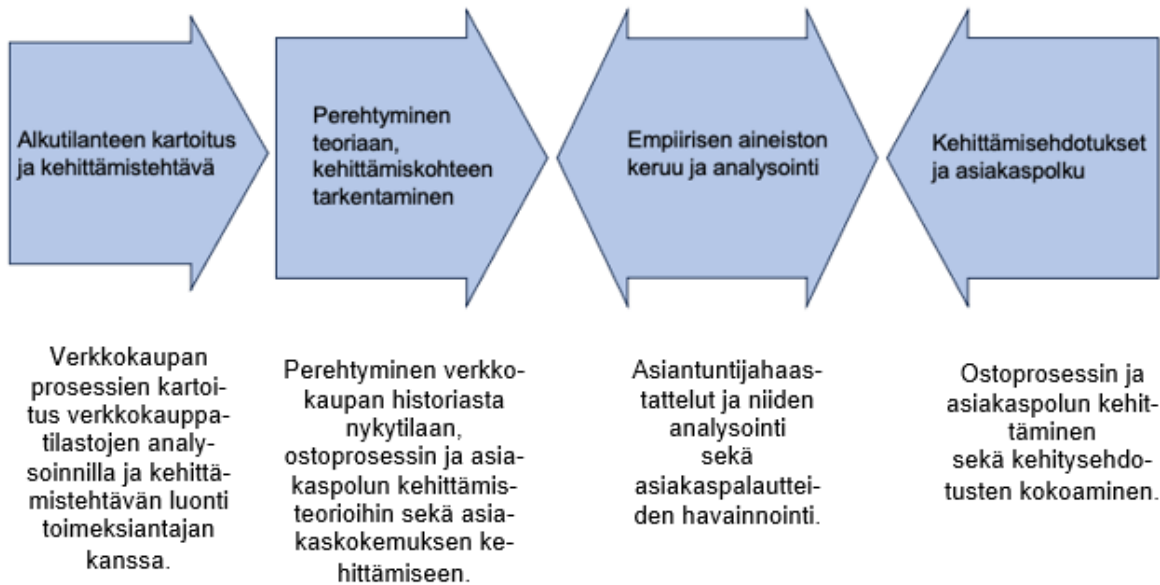 Alkutilanteen kartoitus
ja kehittämistehtävä
Perehtyminen
teoriaan,
kehittämiskohteen
tarkentaminen
Empiirisen aineiston
keruu ja analysointi
Kehittämisehdotukset
ja asiakaspolku
Verkkokaupan
prosessien kartoi-
tus verkkokauppa-
tilastojen analy-
soinnilla ja kehittä-
mistehtävän luonti
toimeksiantajan
kanssa.
Perehtyminen verkko-
kaupan historiasta
nykytilaan,
ostoprosessin ja asia-
kaspolun kehittämis-
teorioihin sekä asia-
kaskokemuksen ke-
hittämiseen.
Asiantuntijahaas-
tattelut ja niiden
analysointi
sekä
asiakaspalauttei-
den havainnointi.
Ostoprosessin ja
asiakaspolun kehit-
täminen
sekä kehitysehdo-
tusten kokoaminen.